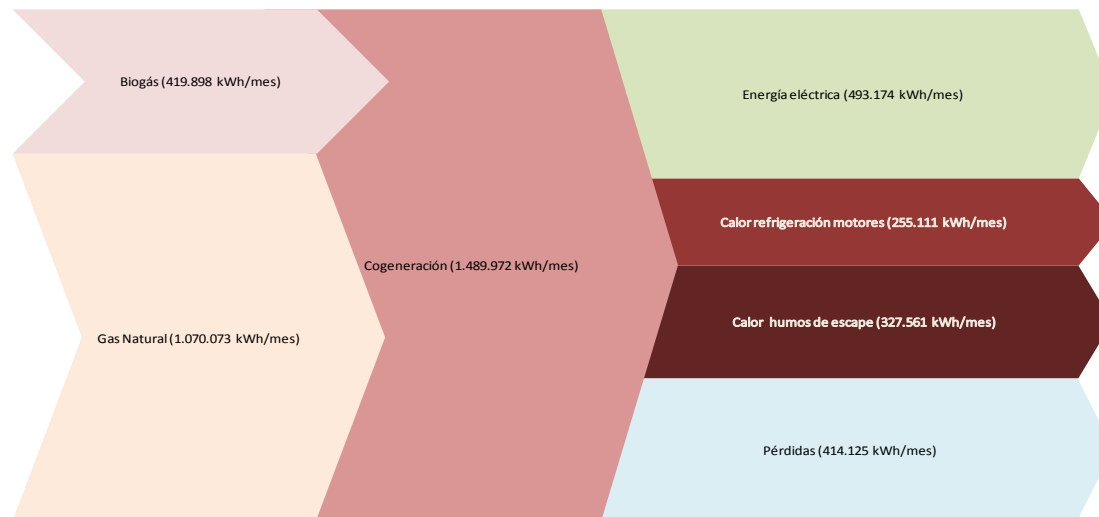 Biogás (419.898 kWh/mes)
Energía eléctrica (493.174 kWh/mes)
Calor refrigeración motores (255.111 kWh/mes)
Cogeneración (1.489.972 kWh/mes)
Calor humos de escape (327.561 kWh/mes)
Gas Natural (1.070.073 kWh/mes)
Pérdidas (414.125 kWh/mes)